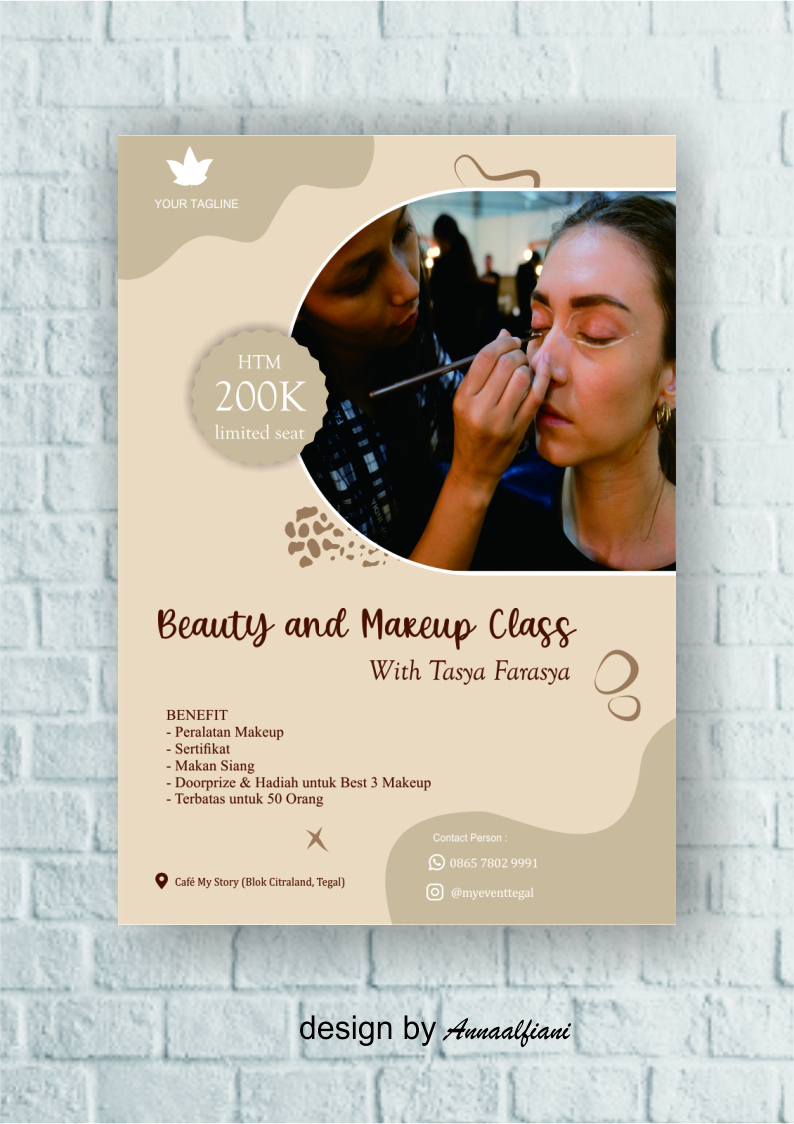 YOUR TAGLINE
HTM
200K
limited seat
Beauty and Makeup Class
With Tasya Farasya
BENEFIT
- Peralatan Makeup
- Sertifikat
- Makan Siang
- Doorprize & Hadiah untuk Best 3 Makeup
- Terbatas untuk 50 Orang
Contact Person :
0865 7802 9991
@myeventtegal
Café My Story (Blok Citraland, Tegal)
design by Annaalfiani